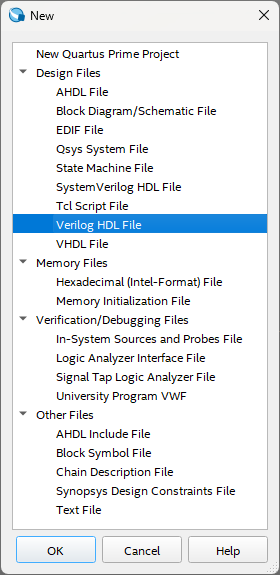 New
New Quartus Prime Project
Design Files
AHDL File
Block Diagram/Schematic File
EDIF File
Qsys System File
State Machine File
SystemVerilog HDL File
Tcl Script File
Verilog HDL File
VHDL File
Memory Files
Hexadecimal (Intel-Format) File
Memory Initialization File
Verification/Debugging Files
In-System Sources and Probes File
Logic Analyzer Interface File
Signal Tap Logic Analyzer File
University Program VWF
Other Files
AHDL Include File
Block Symbol File
Chain Description File
Synopsys Design Constraints File
Text File
OK Cancel Help